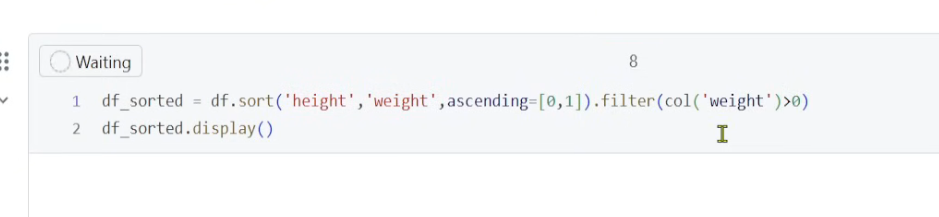 Waiting
8
1 df_sorted = df.sort('height','weight',ascending=[0,1]).filter(col('weight')>0)
2 df_sorted.display()